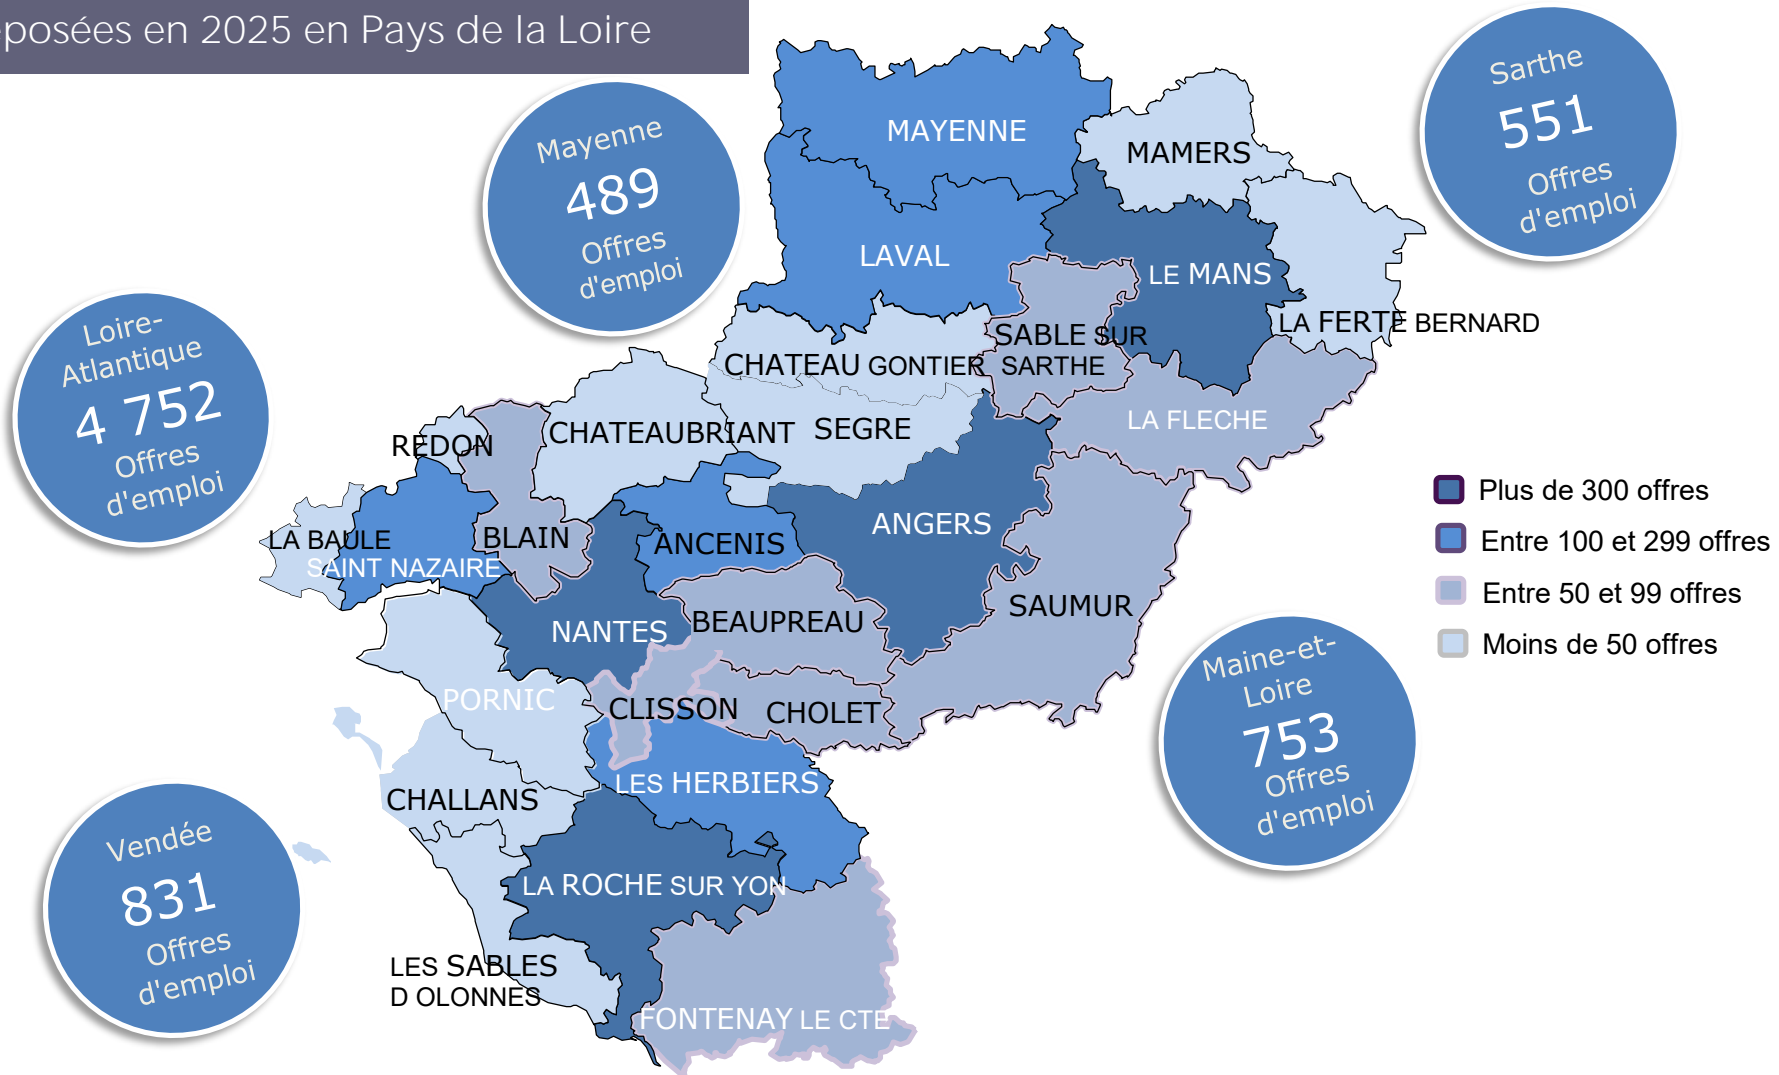 posées en 2025 en Pays de la Loire
Sarthe
551
Offres
d'emploi
Mayenne
489
Offres
d'emploi
MAYENNE
MAMERS
LAVAL
LE MANS
Loire-
Atlantique
4 752
Offres
d'emploi
LA FERTE BERNARD
SABLE SUR
SARTHE
CHATEAU GONTIER
LA FLECHE
REDON
CHATEAUBRIANT
SEGRE
Plus de 300 offres
Entre 100 et 299 offres
Entre 50 et 99 offres
Moins de 50 offres
LA BAULE
SAINT NAZAIRE
BLAIN
ANCENIS
ANGERS
SAUMUR
NANTES
BEAUPREAU
Maine-et-
Loire
753
Offres
d'emploi
PORNIC
CLISSON
CHOLET
LES HERBIERS
CHALLANS
Vendée
831
Offres
d'emploi
LA ROCHE SUR YON
LES SABLES
D OLONNES
FONTENAY LE CTE